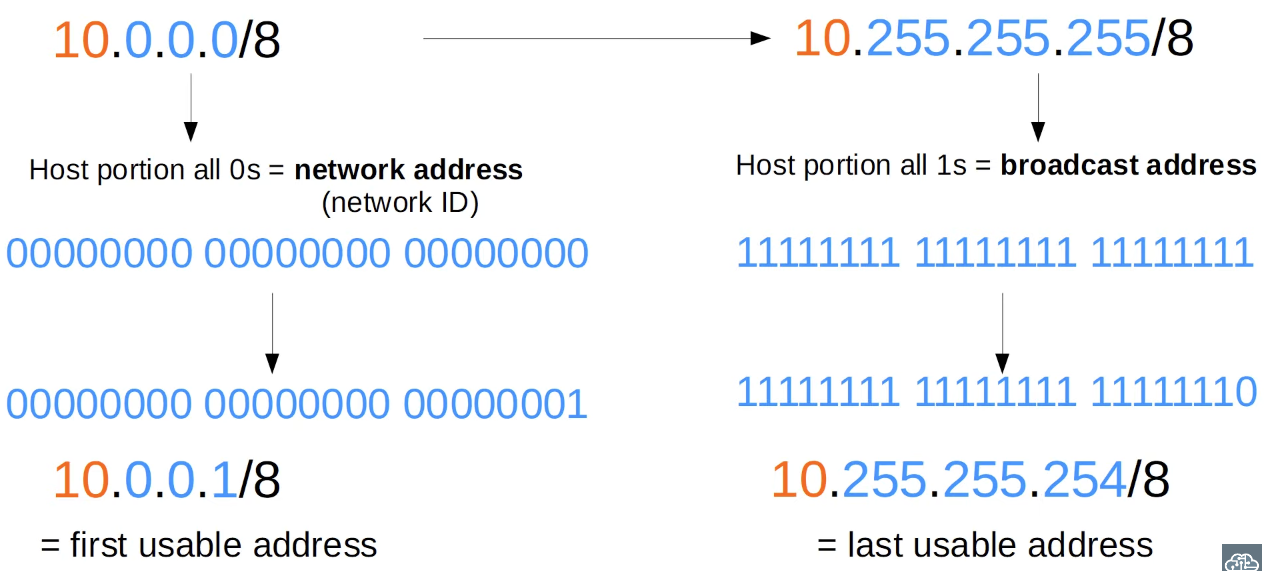 10.0.0.0/8
10.255.255.255/8
Host portion all 0s = network address
(network ID)
Host portion all 1s = broadcast address
00000000 00000000 00000000
11111111 11111111 11111111
00000000 00000000 00000001
11111111 11111111 11111110
10.0.0.1/8
10.255.255.254/8
= first usable address
= last usable address